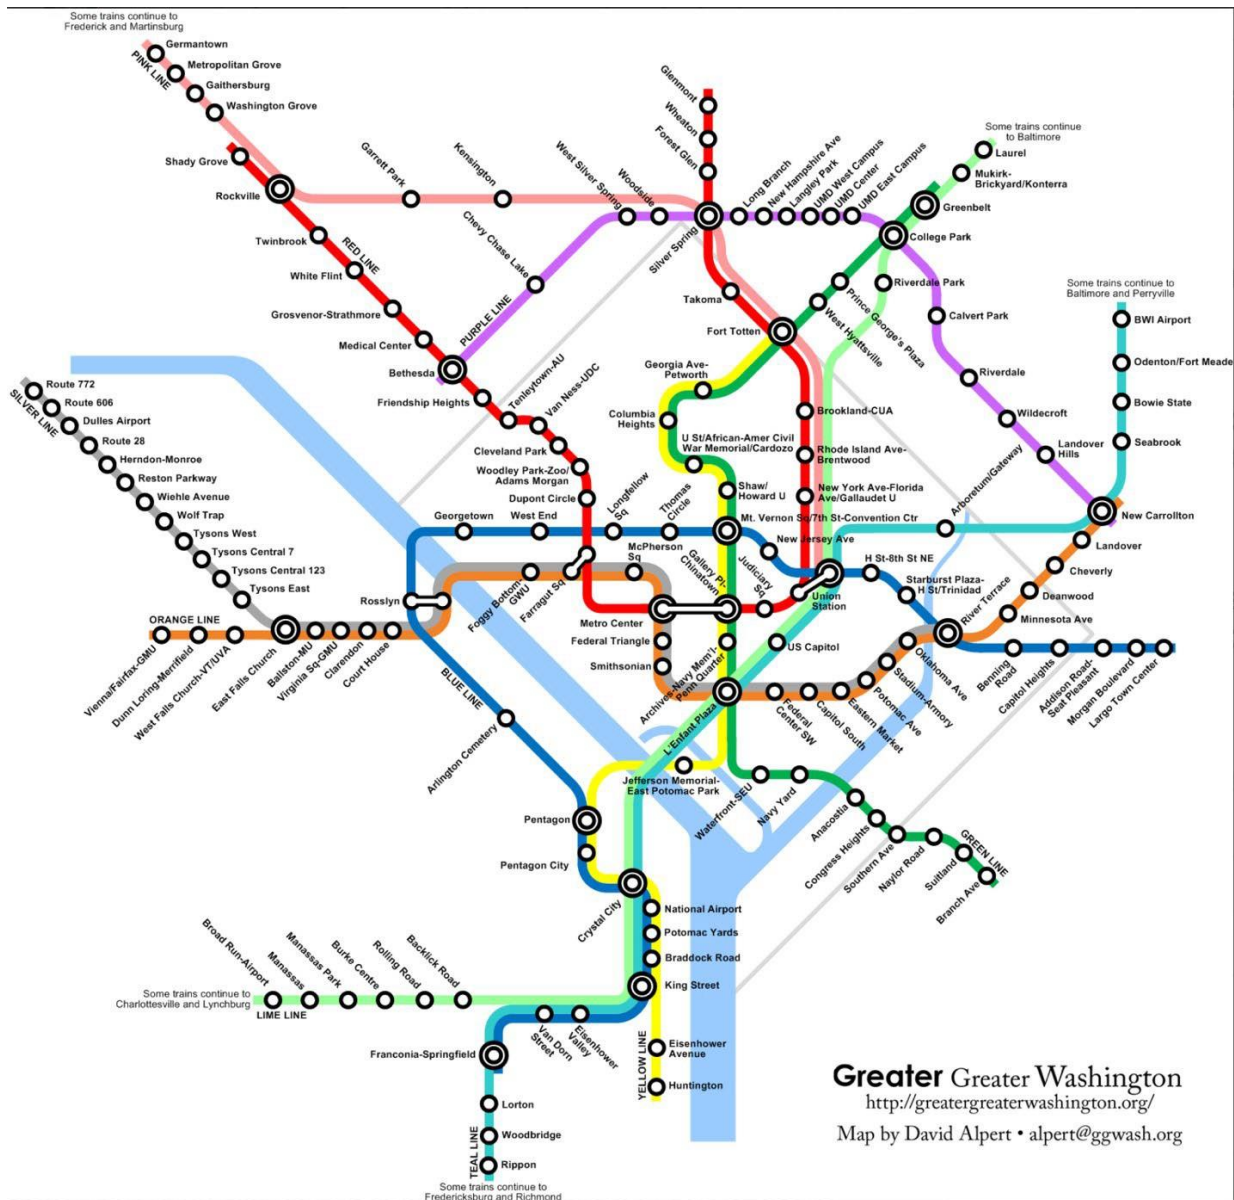 Some trains continue to
Frederick and Martinsburg
Germantown
Metropolitan Grove
PINK LINE
Gaithersburg
Washington Grove
Shady Grove
Rockville
Garrett Park
Kensington
Twinbrook
RED LINE
White Flint
Grosvenor-Strathmore
Medical Center
Bethesda
PURPLE LINE
Chevy Chase Lake
West Silver Spring
Woodside
Silver Spring
Glenmont
Wheaton
Forest Glen
Long Branch
New Hampshire Ave
Langley Park
UMD West Campus
UMD Center
UMD East Campus
Some trains continue
to Baltimore
Laurel
Mukirk-
Brickyard/Konterra
Greenbelt
College Park
Riverdale Park
Prince George's Plaza
West Hyattsville
Calvert Park
Riverdale
Wildecroft
Landover
Hills
Some trains continue to
Baltimore and Perryville
BWI Airport
Odenton/Fort Meade
Bowie State
Seabrook
New Carrollton
Takoma
Fort Totten
Georgia Ave-
Petworth
Columbia
Heights
U St/African-Amer Civil
War Memorial/Cardozo
Shaw/
Howard U
Brookland-CUA
Rhode Island Ave-
Brentwood
New York Ave-Florida
Ave/Gallaudet U
Arboretum/Gateway
Friendship Heights
Tenleytown-AU
Van Ness-UDC
Cleveland Park
Woodley Park-Zoo/
Adams Morgan
Dupont Circle
Route 772
SILVER LINE
Route 606
Dulles Airport
Route 28
Herndon-Monroe
Reston Parkway
Wiehle Avenue
Wolf Trap
Tysons West
Tysons Central 7
Tysons Central 123
Tysons East
Georgetown
West End
Longfellow
Sq
Thomas
Circle
Mt. Vernon Sq/7th St-Convention Ctr
New Jersey Ave
H St-8th St NE
Starburst Plaza-
H St/Trinidad
River Terrace
Landover
Cheverly
Deanwood
Minnesota Ave
Rosslyn
Foggy Bottom-
GWU
Farragut Sq
McPherson
Sq
Metro Center
Gallery Pl-
Chinatown
Judiciary
Sq
Union
Station
ORANGE LINE
Vienna/Fairfax-GMU
Dunn Loring-Merrifield
West Falls Church-VT/UVA
East Falls Church
Ballston-MU
Virginia Sq-GMU
Clarendon
Court House
Federal Triangle
Smithsonian
Archives-Navy Mem'l-
Penn Quarter
US Capitol
L'Enfant Plaza
Federal
Center SW
Capitol South
Eastern Market
Potomac Ave
Stadium-Armory
Oklahoma Ave
Benning
Road
Capitol Heights
Addison Road-
Seat Pleasant
Morgan Boulevard
Largo Town Center
BLUE LINE
Arlington Cemetery
Jefferson Memorial-
East Potomac Park
Waterfront-SEU
Navy Yard
Anacostia
Congress Heights
Southern Ave
Naylor Road
Suitland
Branch Ave
GREEN LINE
Pentagon
Pentagon City
Crystal City
National Airport
Potomac Yards
Braddock Road
King Street
Broad Run-Airport
Manassas
Manassas Park
Burke Centre
Rolling Road
Backlick Road
Some trains continue to
Charlottesville and Lynchburg
LIME LINE
Van Dorn
Street
Eisenhower
Valley
Eisenhower
Avenue
YELLOW LINE
Huntington
Franconia-Springfield
Lorton
Woodbridge
TEAL LINE
Rippon
Some trains continue to
Fredericksburg and Richmond
Greater Greater Washington
http://greatergreaterwashington.org/
Map by David Alpert • alpert@ggwash.org